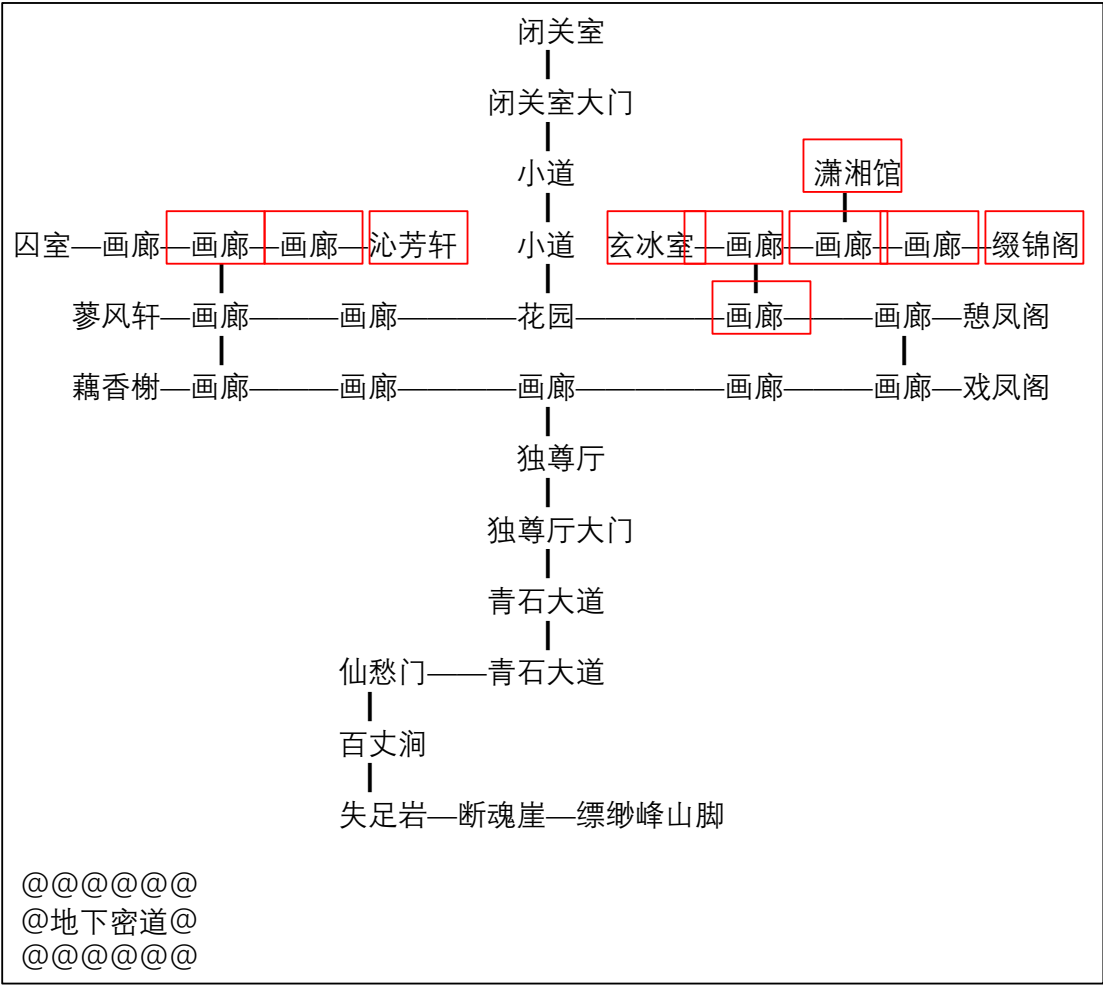 闭关室
闭关室大门
小道
潇湘馆
囚室—画廊—画廊—画廊—沁芳轩 小道 玄冰室—画廊—画廊—画廊—缀锦阁
蓼风轩—画廊————画廊————花园—————画廊———画廊—憩凤阁
藕香榭—画廊————画廊————画廊—————画廊———画廊—戏凤阁
独尊厅
独尊厅大门
青石大道
仙愁门——青石大道
百丈涧
失足岩—断魂崖—缥缈峰山脚
@@@@@@
@地下密道@
@@@@@@